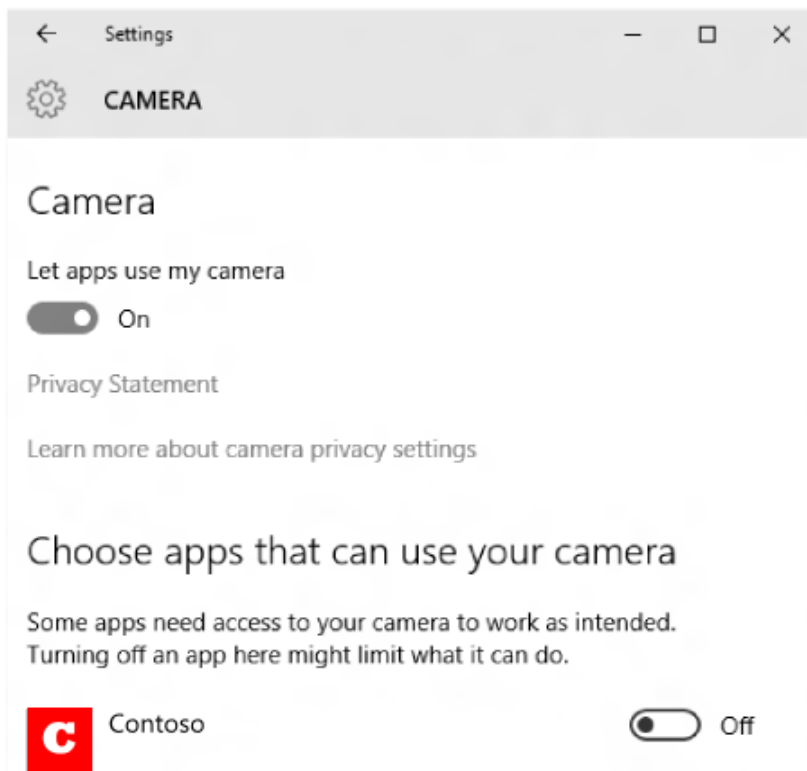 Settings
CAMERA
Camera
Let apps use my camera
On
Privacy Statement
Learn more about camera privacy settings
Choose apps that can use your camera
Some apps need access to your camera to work as intended.
Turning off an app here might limit what it can do.
C Contoso Off